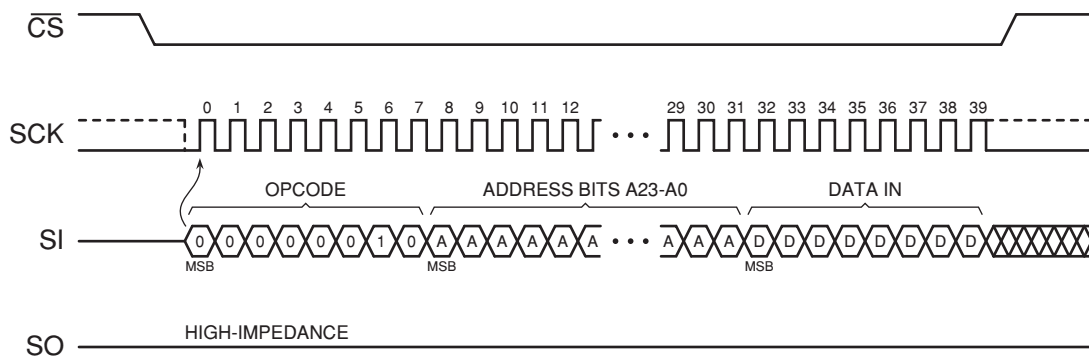 CS
0 1 2 3 4 5 6 7 8 9 10 11 12 29 30 31 32 33 34 35 36 37 38 39
SCK
OPCODE ADDRESS BITS A23-A0 DATA IN
SI 0 0 0 0 0 0 1 0 A A A A A A A A A D D D D D D D D
MSB MSB MSB
HIGH-IMPEDANCE
SO